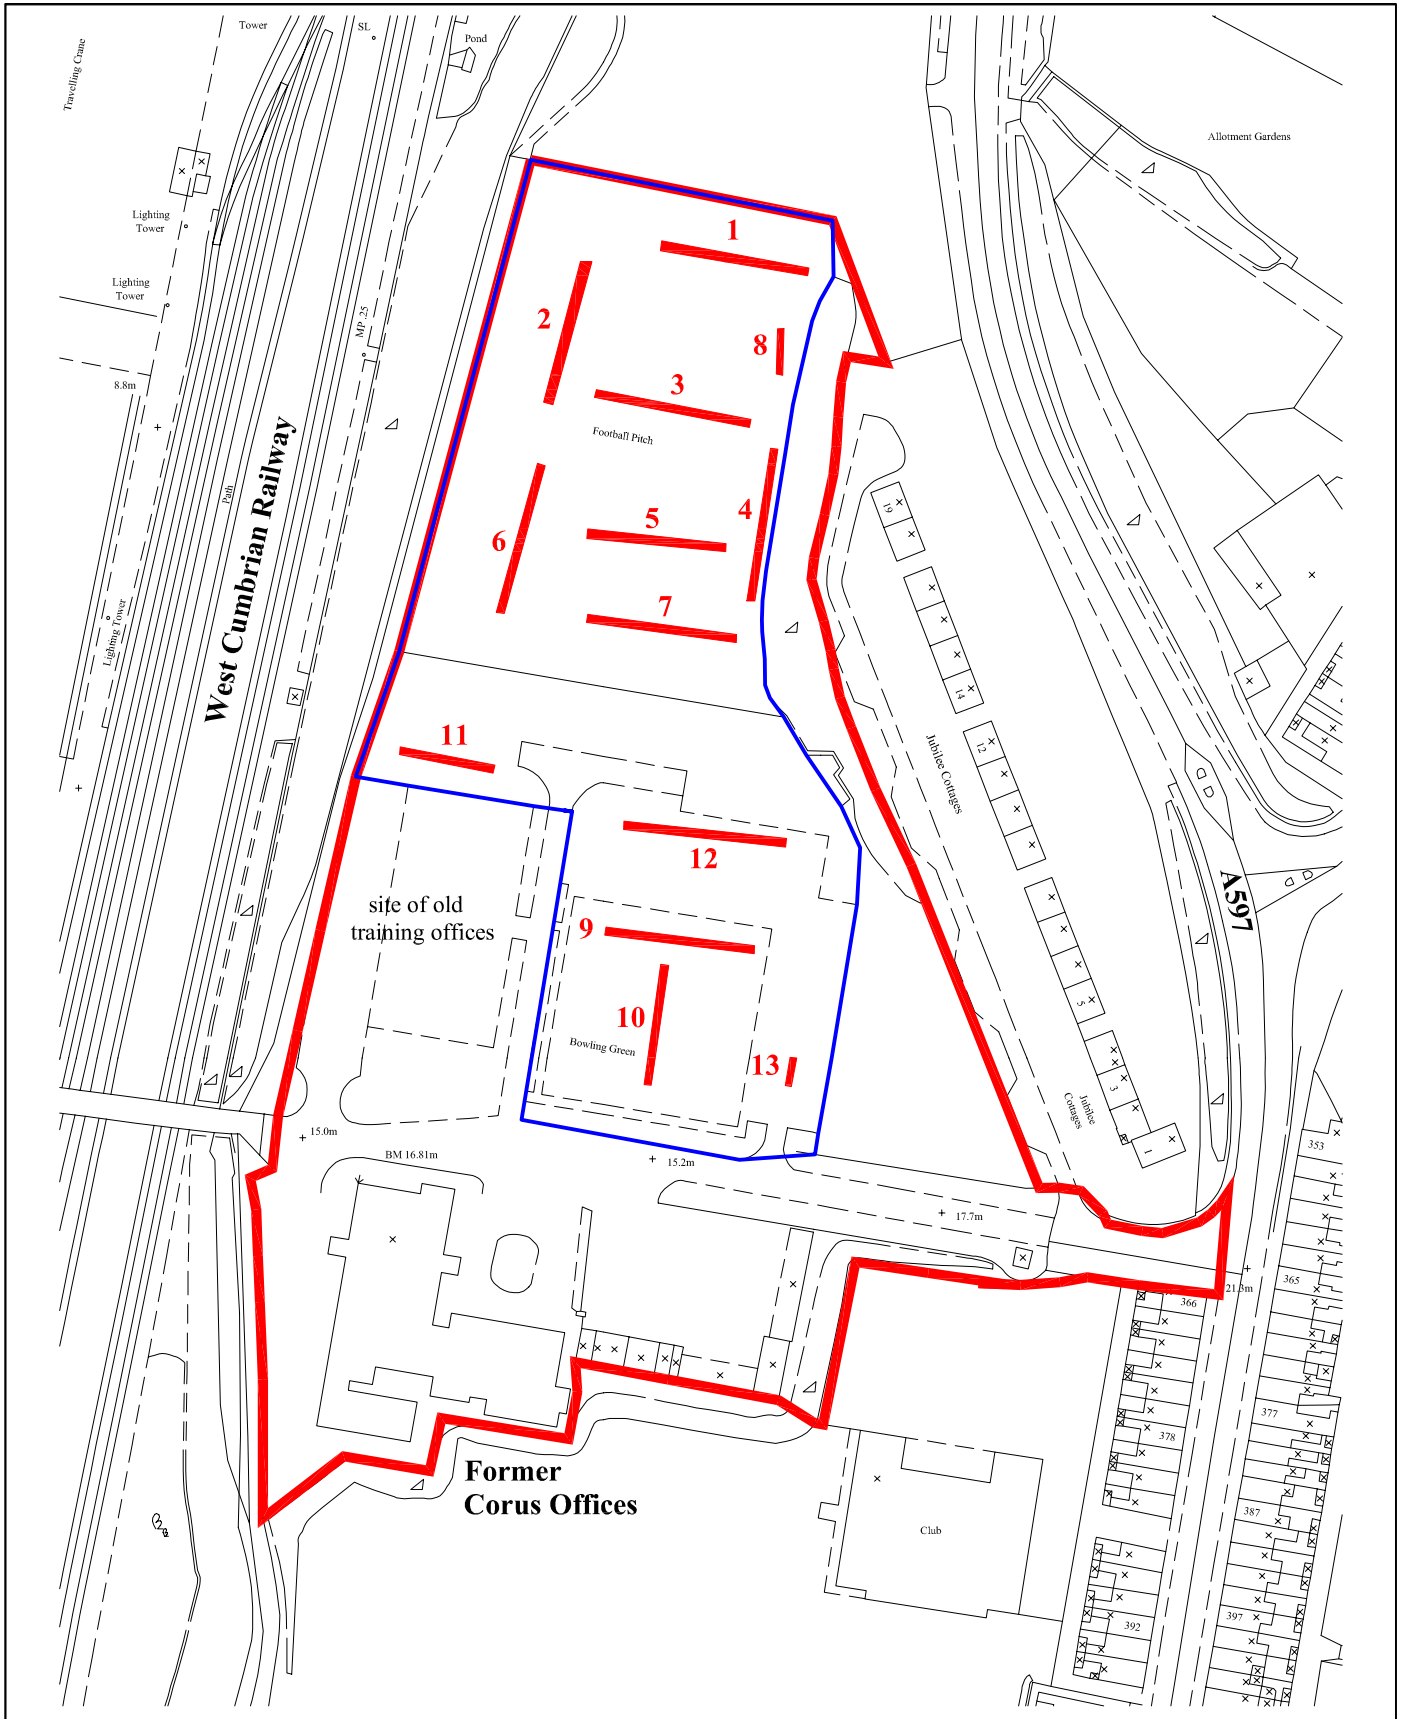 Tower
SL
Pond
Travelling Crane
Allotment Gardens
Lighting
Tower
1
Lighting
Tower
2
MP .25
8
8.8m
3
Football Pitch
West Cumbrian Railway
Path
4
19
5
6
Lighting Tower
7
14
11
12
Jubilee Cottages
12
A597
site of old
training offices
9
5
10
Bowling Green
13
3
Jubilee
Cottages
1
15.0m
353
BM 16.81m
15.2m
17.7m
365
21.3m
366
377
378
Former
Corus Offices
387
Club
397
392